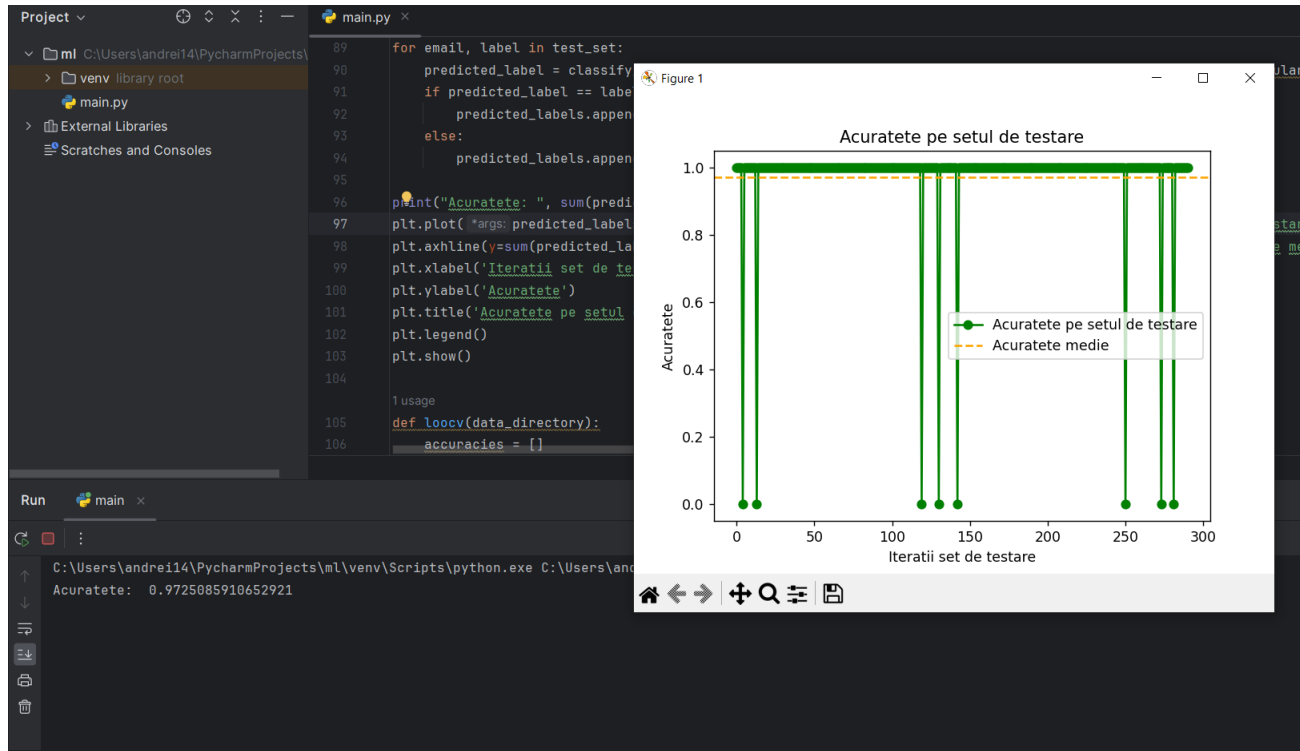 Project
main.py
ml C:\Users\andrei14\PycharmProjects\
venv library root
main.py
External Libraries
Scratches and Consoles
89 for email, label in test_set:
90 predicted_label = classify
91 if predicted_label == labe
92 predicted_labels.appen
93 else:
94 predicted_labels.appen
95
96 print("Acuratete: ", sum(predi
97 plt.plot( *args: predicted_label
98 plt.axhline(y=sum(predicted_la
99 plt.xlabel('Iteratii set de te
100 plt.ylabel('Acuratete')
101 plt.title('Acuratete pe setul
102 plt.legend()
103 plt.show()
104
1 usage
105 def loocv(data_directory):
106 accuracies = []
ular
star
e me
Figure 1
Acuratete pe setul de testare
1.0
0.8
0.6
0.4
0.2
0.0
Acuratete
Acuratete pe setul de testare
Acuratete medie
0 50 100 150 200 250 300
Iteratii set de testare
Run main
C:\Users\andrei14\PycharmProjects\ml\venv\Scripts\python.exe C:\Users\and
Acuratete: 0.9725085910652921